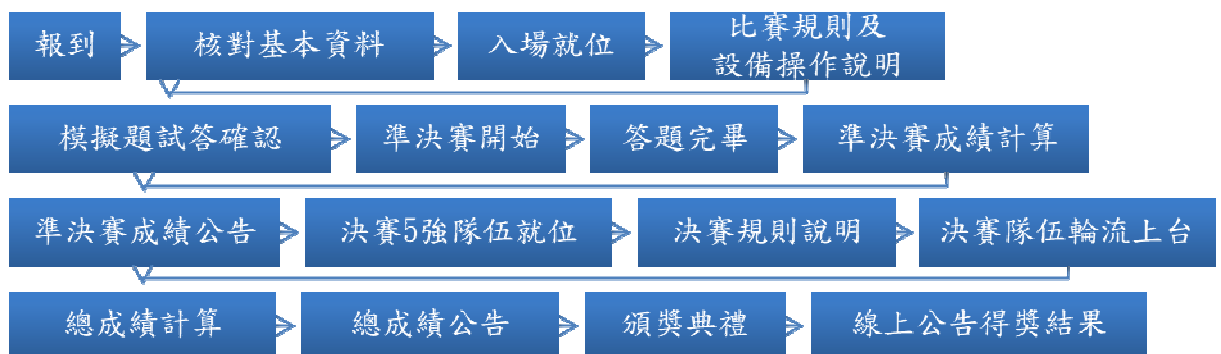 報到
核對基本資料
入場就位
比賽規則及
設備操作說明
模擬題試答確認
準決賽開始
答題完畢
準決賽成績計算
準決賽成績公告
決賽5強隊伍就位
決賽規則說明
決賽隊伍輪流上台
總成績計算
總成績公告
頒獎典禮
線上公告得獎結果